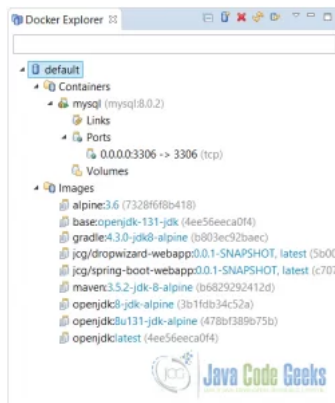 Docker Explorer
default
Containers
mysql (mysql:8.0.2)
Links
Ports
0.0.0.0:3306 -> 3306 (tcp)
Volumes
Images
alpine:3.6 (7328f6f8b418)
base:openjdk-131-jdk (4ee56eeca0f4)
gradle:4.3.0-jdk8-alpine (b803ec92baec)
jcg/dropwizard-webapp:0.0.1-SNAPSHOT, latest (5b00
jcg/spring-boot-webapp:0.0.1-SNAPSHOT, latest (c707
maven:3.5.2-jdk-8-alpine (b6829292412d)
openjdk:8-jdk-alpine (3b1fdb34c52a)
openjdk:8u131-jdk-alpine (478bf389b75b)
openjdk:latest (4ee56eeca0f4)
jcg Java Code Geeks